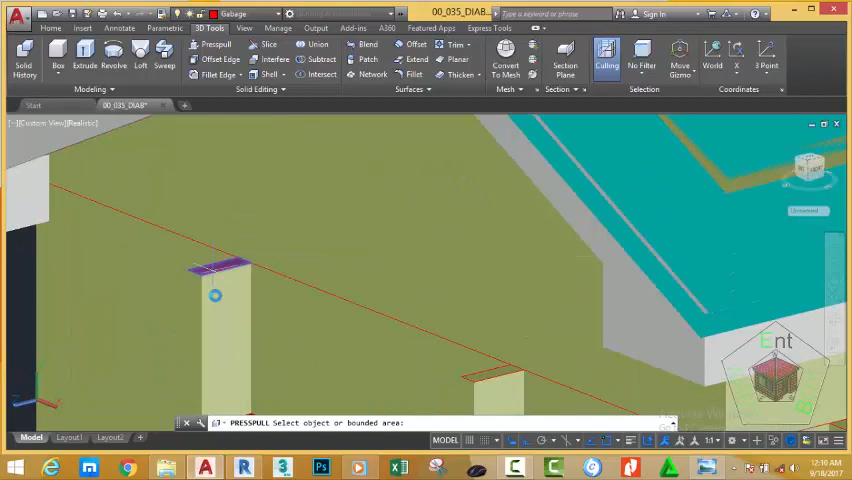 Gabage
00_035_DIAB...
Type a keyword or phrase
Sign In
Home Insert Annotate Parametric 3D Tools View Manage Output Add-ins A360 Featured Apps Express Tools
Solid History
Box
Extrude
Revolve
Loft
Sweep
Presspull
Offset Edge
Fillet Edge
Slice
Interfere
Shell
Union
Subtract
Intersect
Blend
Patch
Network
Offset
Extend
Fillet
Trim
Planar
Thicken
Convert To Mesh
Section Plane
Culling
No Filter
Move Gizmo
World
X
3 Point
Modeling
Solid Editing
Surfaces
Mesh
Section
Selection
Coordinates
Start
00_035_DIAB*
[-][Custom View][Realistic]
Unnamed
Ent
B
PRESSPULL Select object or bounded area:
Model Layout1 Layout2
MODEL
1:1
12:10 AM
9/18/2017